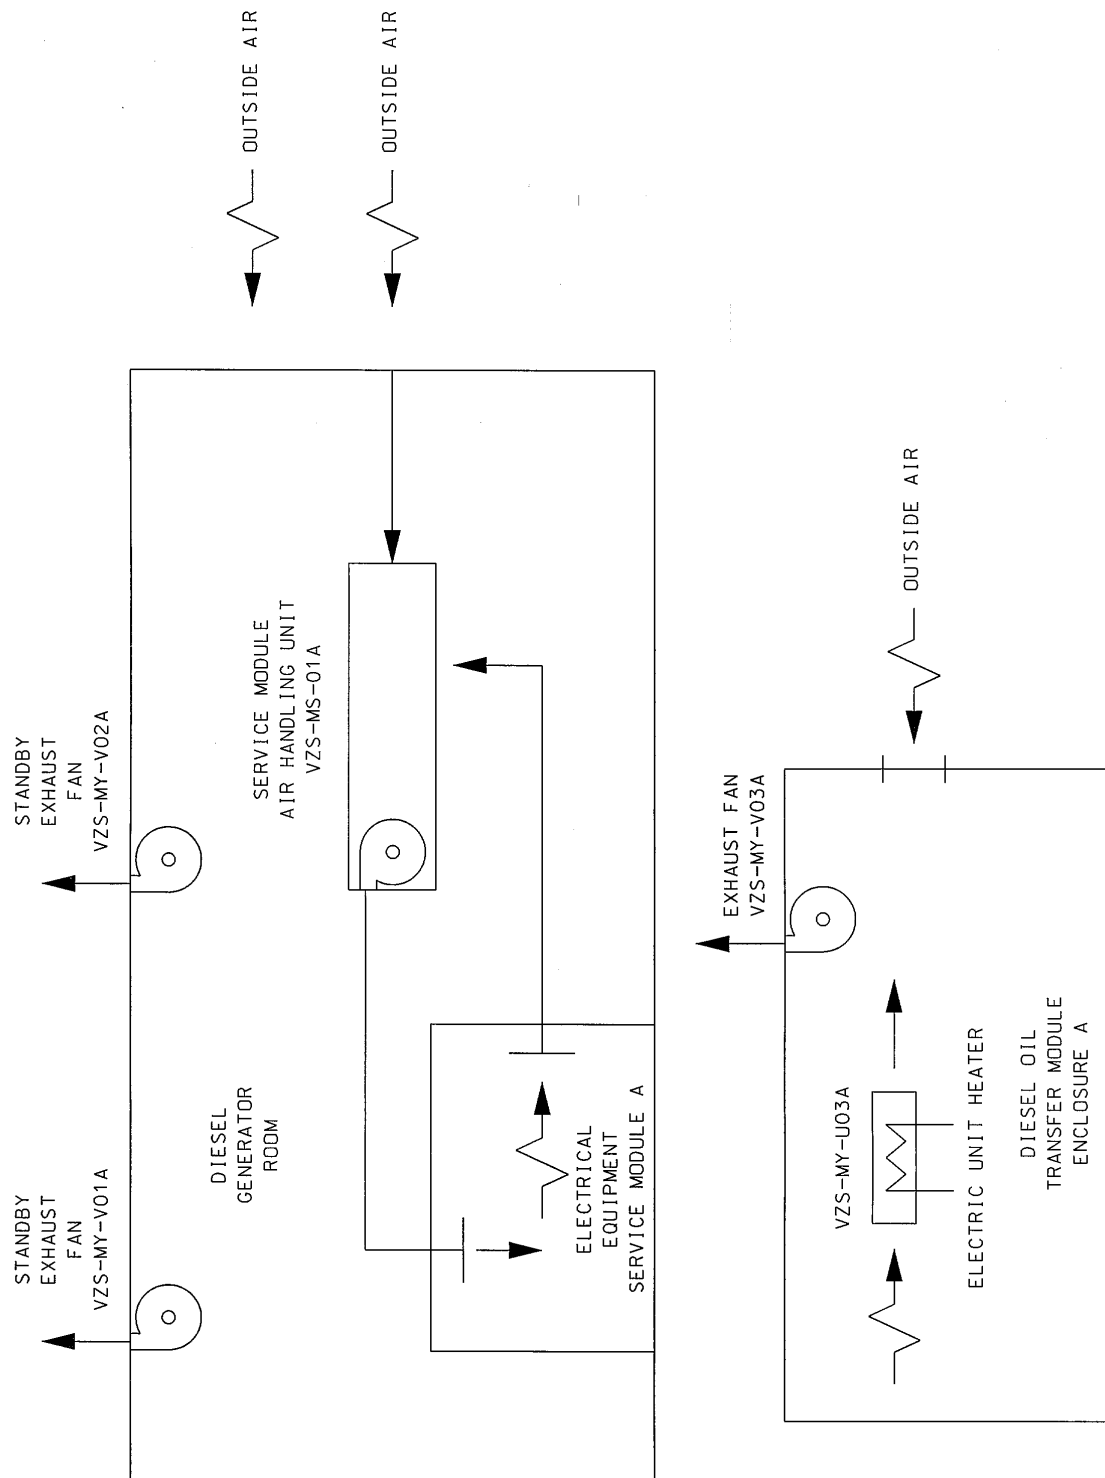 STANDBY
EXHAUST
FAN
VZS-MY-V01A
STANDBY
EXHAUST
FAN
VZS-MY-V02A
OUTSIDE AIR
OUTSIDE AIR
DIESEL
GENERATOR
ROOM
SERVICE MODULE
AIR HANDLING UNIT
VZS-MS-01A
ELECTRICAL
EQUIPMENT
SERVICE MODULE A
EXHAUST FAN
VZS-MY-V03A
OUTSIDE AIR
VZS-MY-U03A
ELECTRIC UNIT HEATER
DIESEL OIL
TRANSFER MODULE
ENCLOSURE A